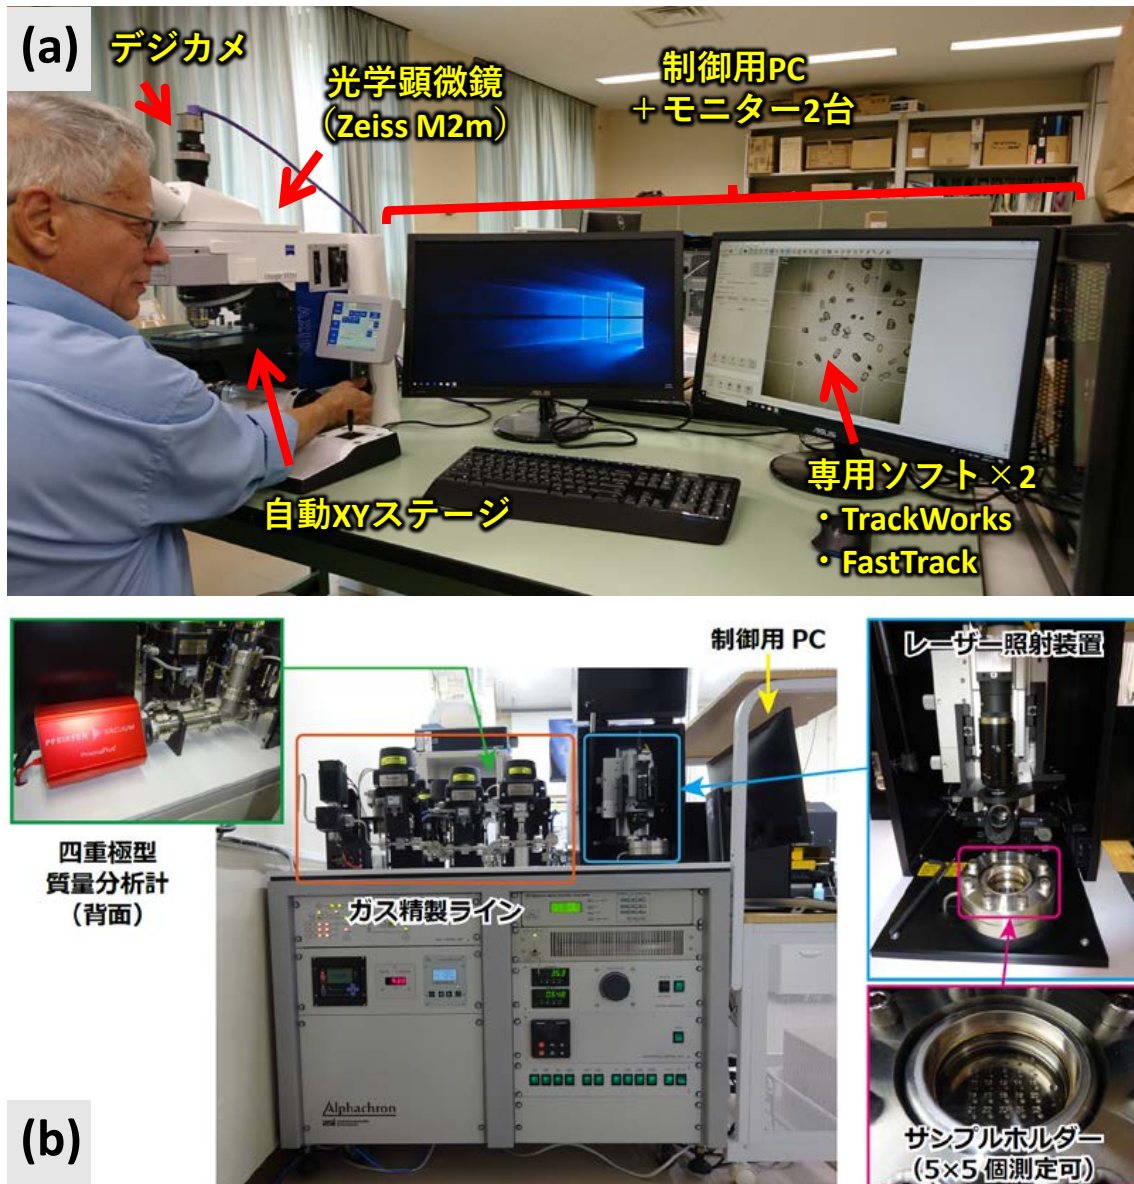 (a)
デジカメ
光学顕微鏡
（Zeiss M2m）
制御用PC
＋モニター2台
自動XYステージ
専用ソフト×2
・TrackWorks
・FastTrack
ASUS
ASUS
制御用 PC
レーザー照射装置
PFEIFFER VACUUM
PrismaPlus
四重極型
質量分析計
（背面）
ガス精製ライン
Alphachron
サンプルホルダー
（5×5 個測定可）
(b)